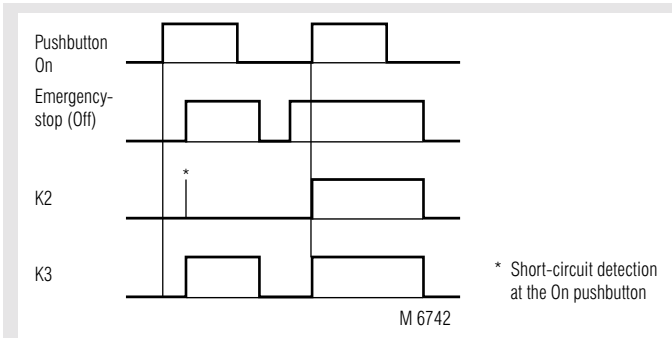 Pushbutton
On
Emergency-
stop (Off)
*
K2
K3
* Short-circuit detection
at the On pushbutton
M 6742